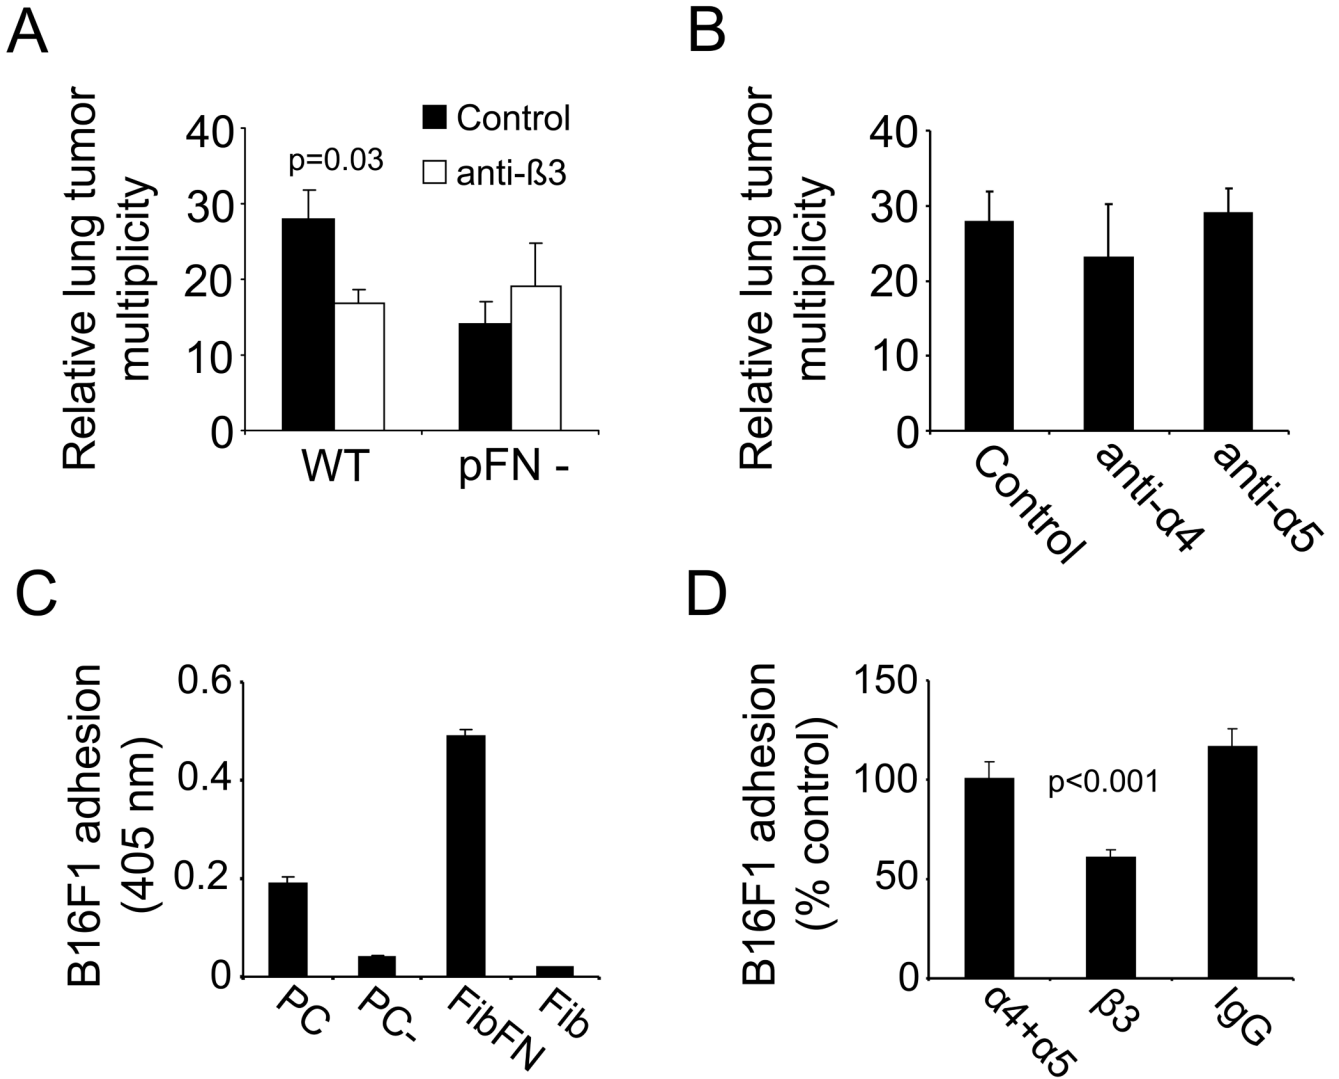 A
Relative lung tumor
multiplicity
40
30
20
10
0
p=0.03
Control
anti-ß3
WT
pFN -
B
Relative lung tumor
multiplicity
40
30
20
10
0
Control
anti-α4
anti-α5
C
B16F1 adhesion
(405 nm)
0.6
0.4
0.2
0
PC
PC-
FibFN
Fib
D
B16F1 adhesion
(% control)
150
100
50
0
p<0.001
α4+α5
β3
IgG